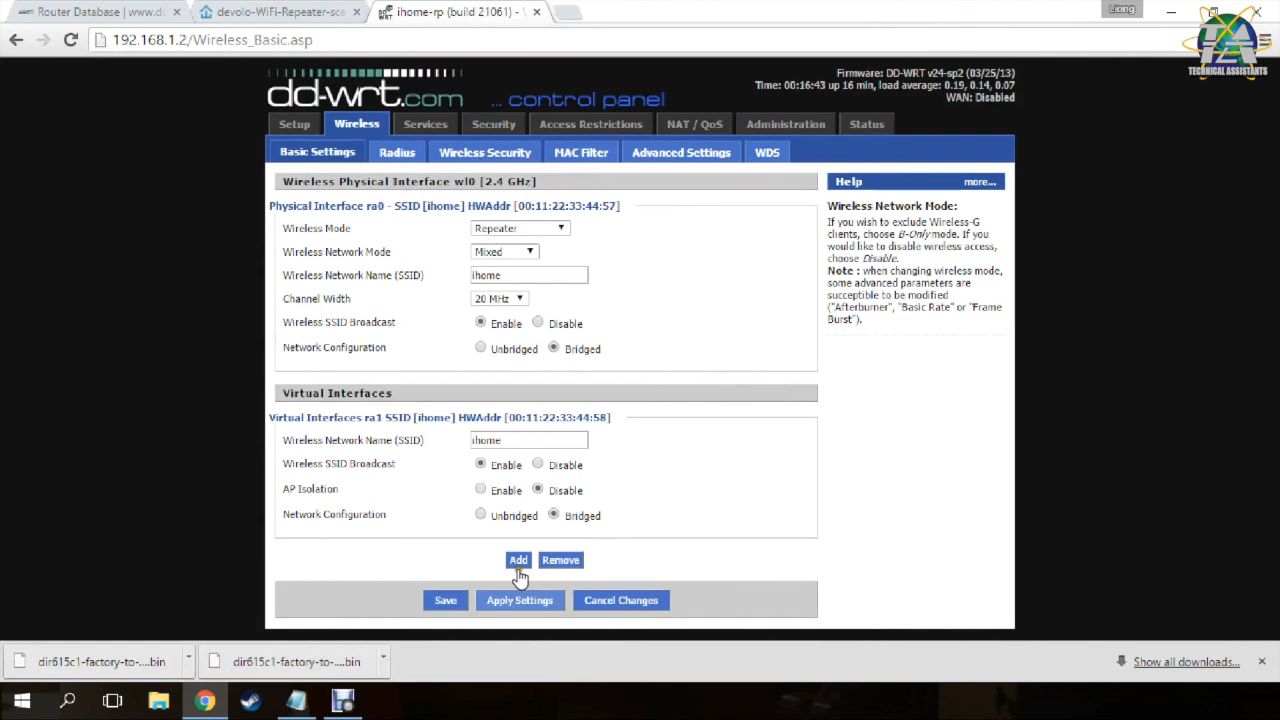 Router Database | www.dd
devolo-WiFi-Repeater-sce
ihome-rp (build 21061) - \
Liong
192.168.1.2/Wireless_Basic.asp
TECHNICAL ASSISTANTS
dd-wrt.com ... control panel
Firmware: DD-WRT v24-sp2 (03/25/13)
Time: 00:16:43 up 16 min, load average: 0.19, 0.14, 0.07
WAN: Disabled
Setup Wireless Services Security Access Restrictions NAT / QoS Administration Status
Basic Settings Radius Wireless Security MAC Filter Advanced Settings WDS
Wireless Physical Interface wl0 [2.4 GHz]
Physical Interface ra0 - SSID [ihome] HWAddr [00:11:22:33:44:57]
Wireless Mode Repeater
Wireless Network Mode Mixed
Wireless Network Name (SSID) ihome
Channel Width 20 MHz
Wireless SSID Broadcast Enable Disable
Network Configuration Unbridged Bridged
Virtual Interfaces
Virtual Interfaces ra1 SSID [ihome] HWAddr [00:11:22:33:44:58]
Wireless Network Name (SSID) ihome
Wireless SSID Broadcast Enable Disable
AP Isolation Enable Disable
Network Configuration Unbridged Bridged
Add Remove
Save Apply Settings Cancel Changes
Help more...
Wireless Network Mode:
If you wish to exclude Wireless-G
clients, choose B-Only mode. If you
would like to disable wireless access,
choose Disable.
Note : when changing wireless mode,
some advanced parameters are
susceptible to be modified
("Afterburner", "Basic Rate" or "Frame
Burst").
dir615c1-factory-to-....bin
dir615c1-factory-to-....bin
Show all downloads...